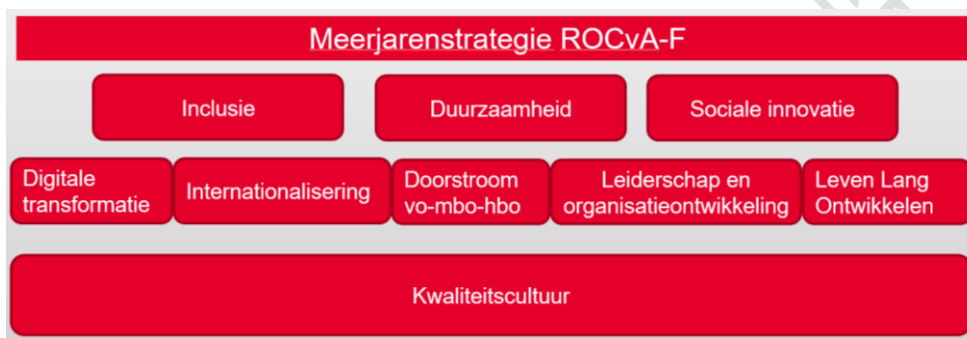 Meerjarenstrategie ROCvA-F
Inclusie
Duurzaamheid
Sociale innovatie
Digitale
transformatie
Internationalisering
Doorstroom
vo-mbo-hbo
Leiderschap en
organisatieontwikkeling
Leven Lang
Ontwikkelen
Kwaliteitscultuur